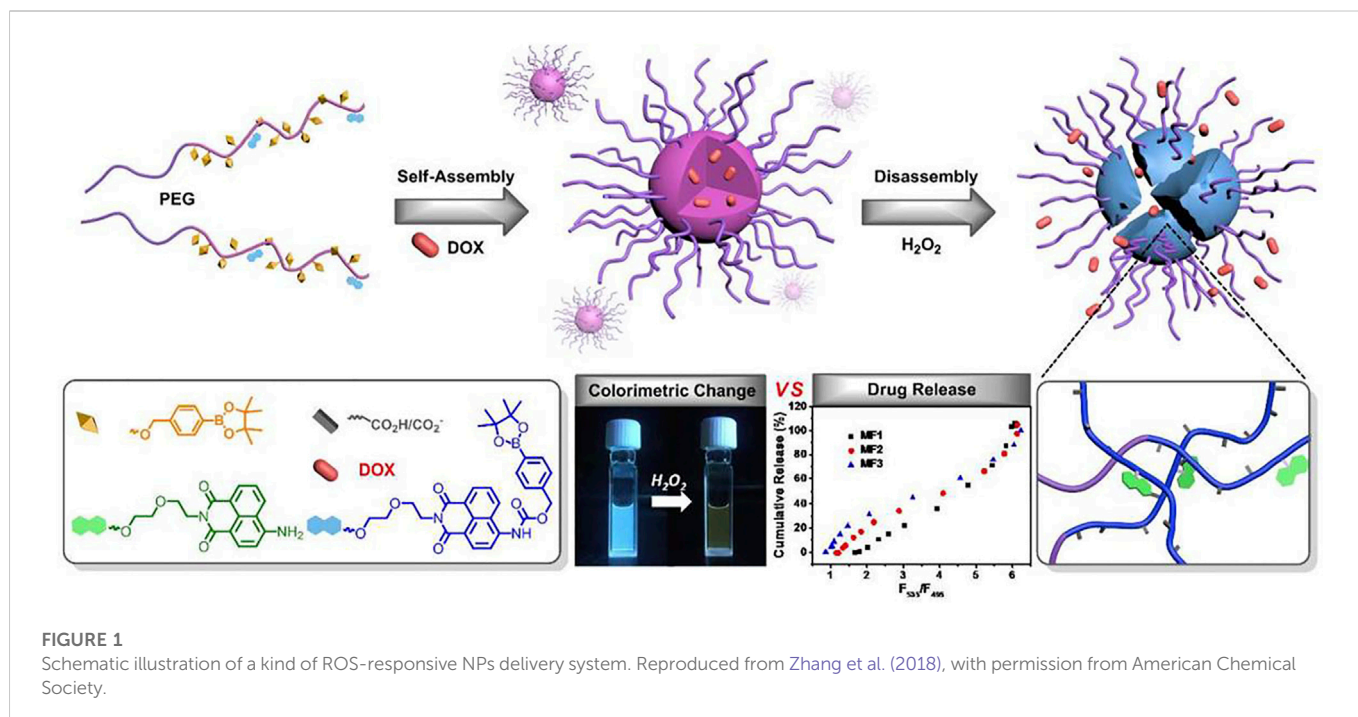 PEG
Self-Assembly
DOX
Disassembly
H₂O₂
CO₂H/CO₂⁻
DOX
O
B
O
O
O
O
O
N
O
O
NH₂
O
O
N
O
O
NH
O
O
B
O
O
Colorimetric Change
H₂O₂
VS
Drug Release
Cumulative Release (%)
120
100
80
60
40
20
0
MF1
MF2
MF3
1 2 3 4 5 6
F₅₃₅/F₄₉₅
FIGURE 1
Schematic illustration of a kind of ROS-responsive NPs delivery system. Reproduced from Zhang et al. (2018), with permission from American Chemical
Society.